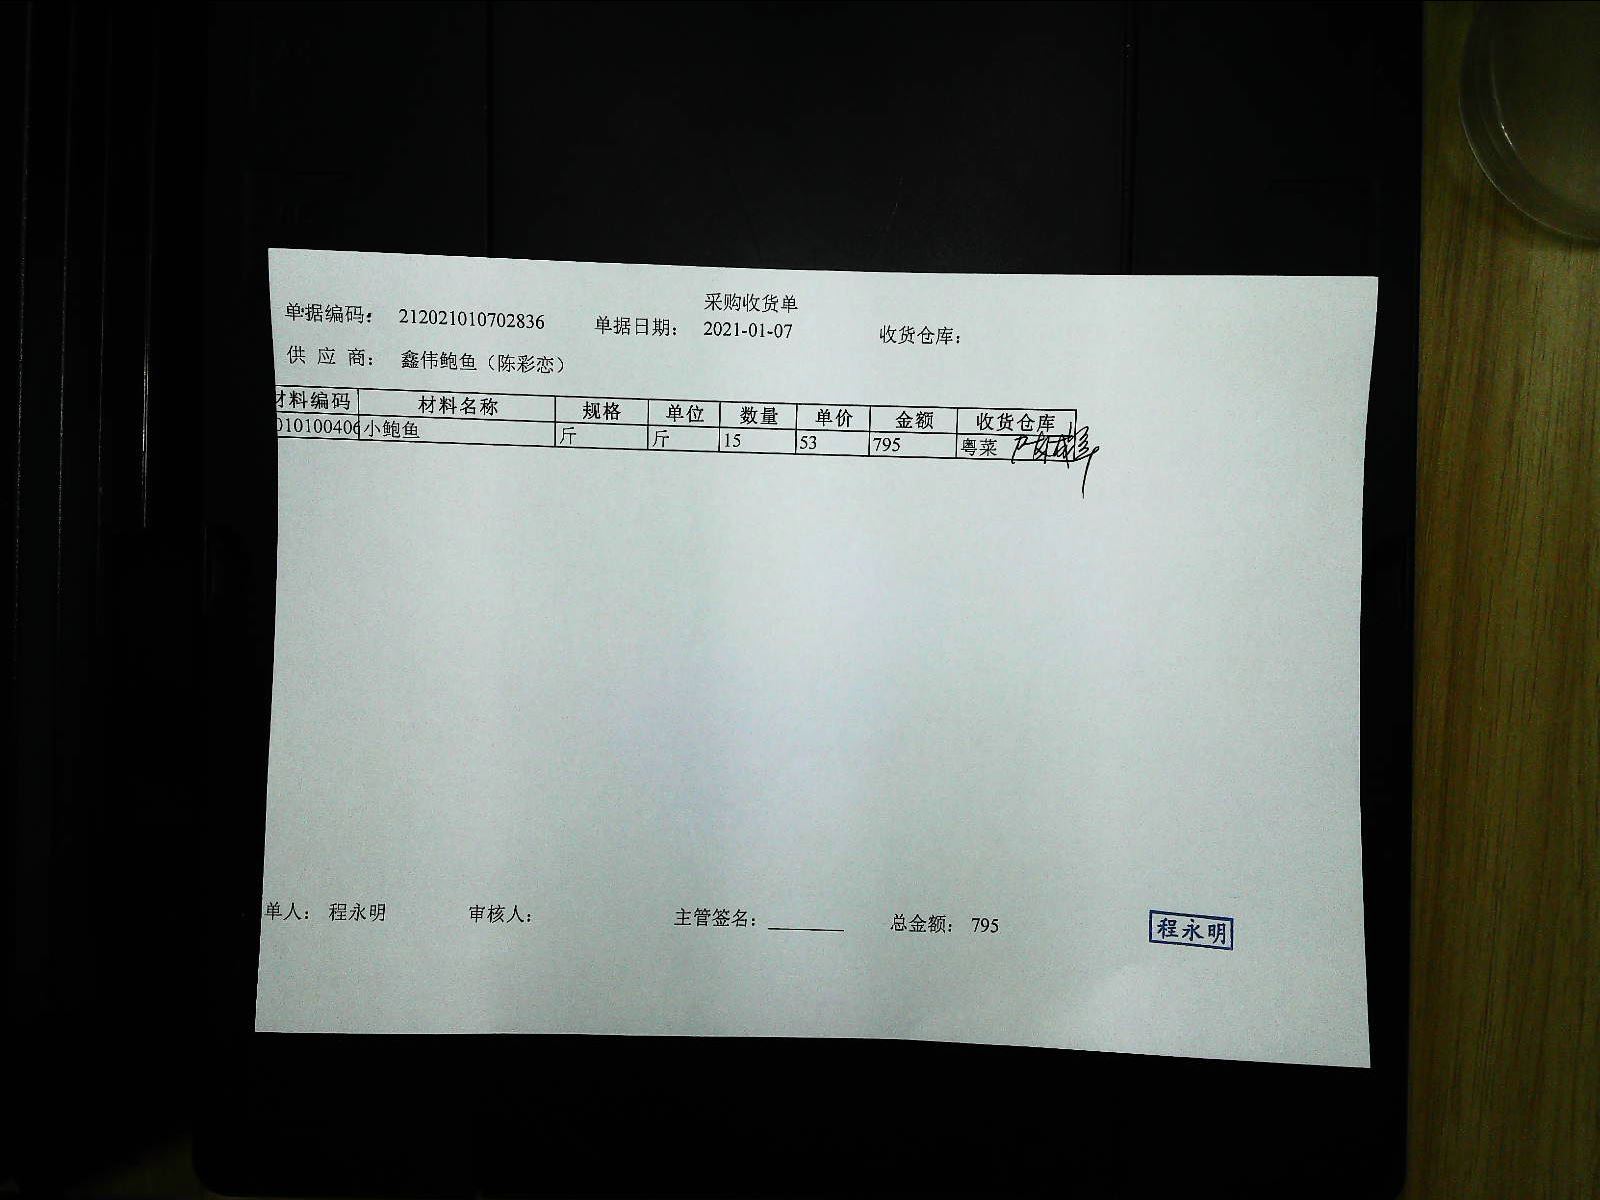 采购收货单
单据编码： 212021010702836 单据日期： 2021-01-07 收货仓库：
供 应 商： 鑫伟鲍鱼（陈彩恋）
材料编码 材料名称 规格 单位 数量 单价 金额 收货仓库
010100406 小鲍鱼 斤 斤 15 53 795 粤菜
单人： 程永明 审核人： 主管签名： 总金额： 795
程永明